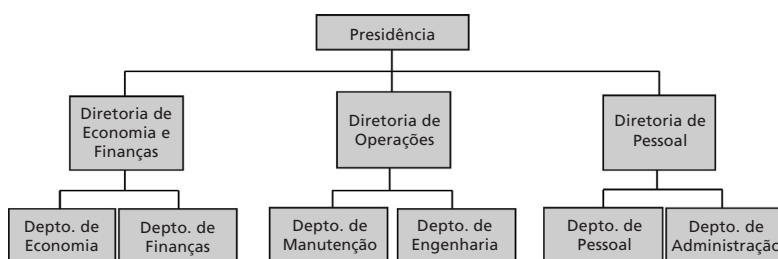 Presidência
Diretoria de
Economia e
Finanças
Diretoria de
Operações
Diretoria de
Pessoal
Depto. de
Economia
Depto. de
Finanças
Depto. de
Manutenção
Depto. de
Engenharia
Depto. de
Pessoal
Depto. de
Administração